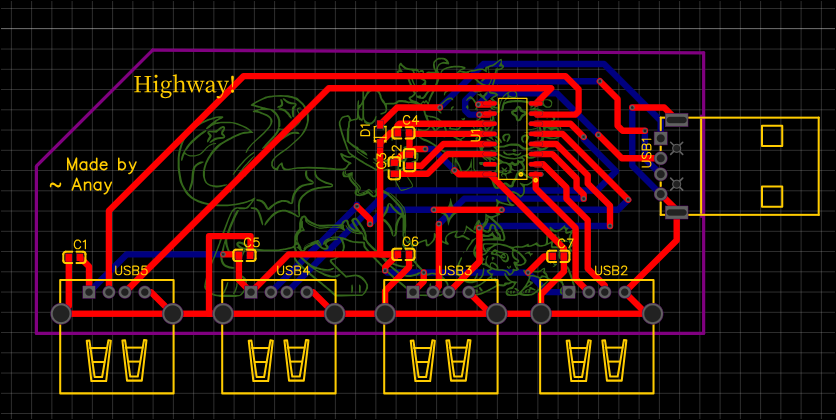 Highway!
Made by
~ Anay
D1
C4
U1
C3
C2
USB1
C1
C5
C6
C7
USB5
USB4
USB3
USB2